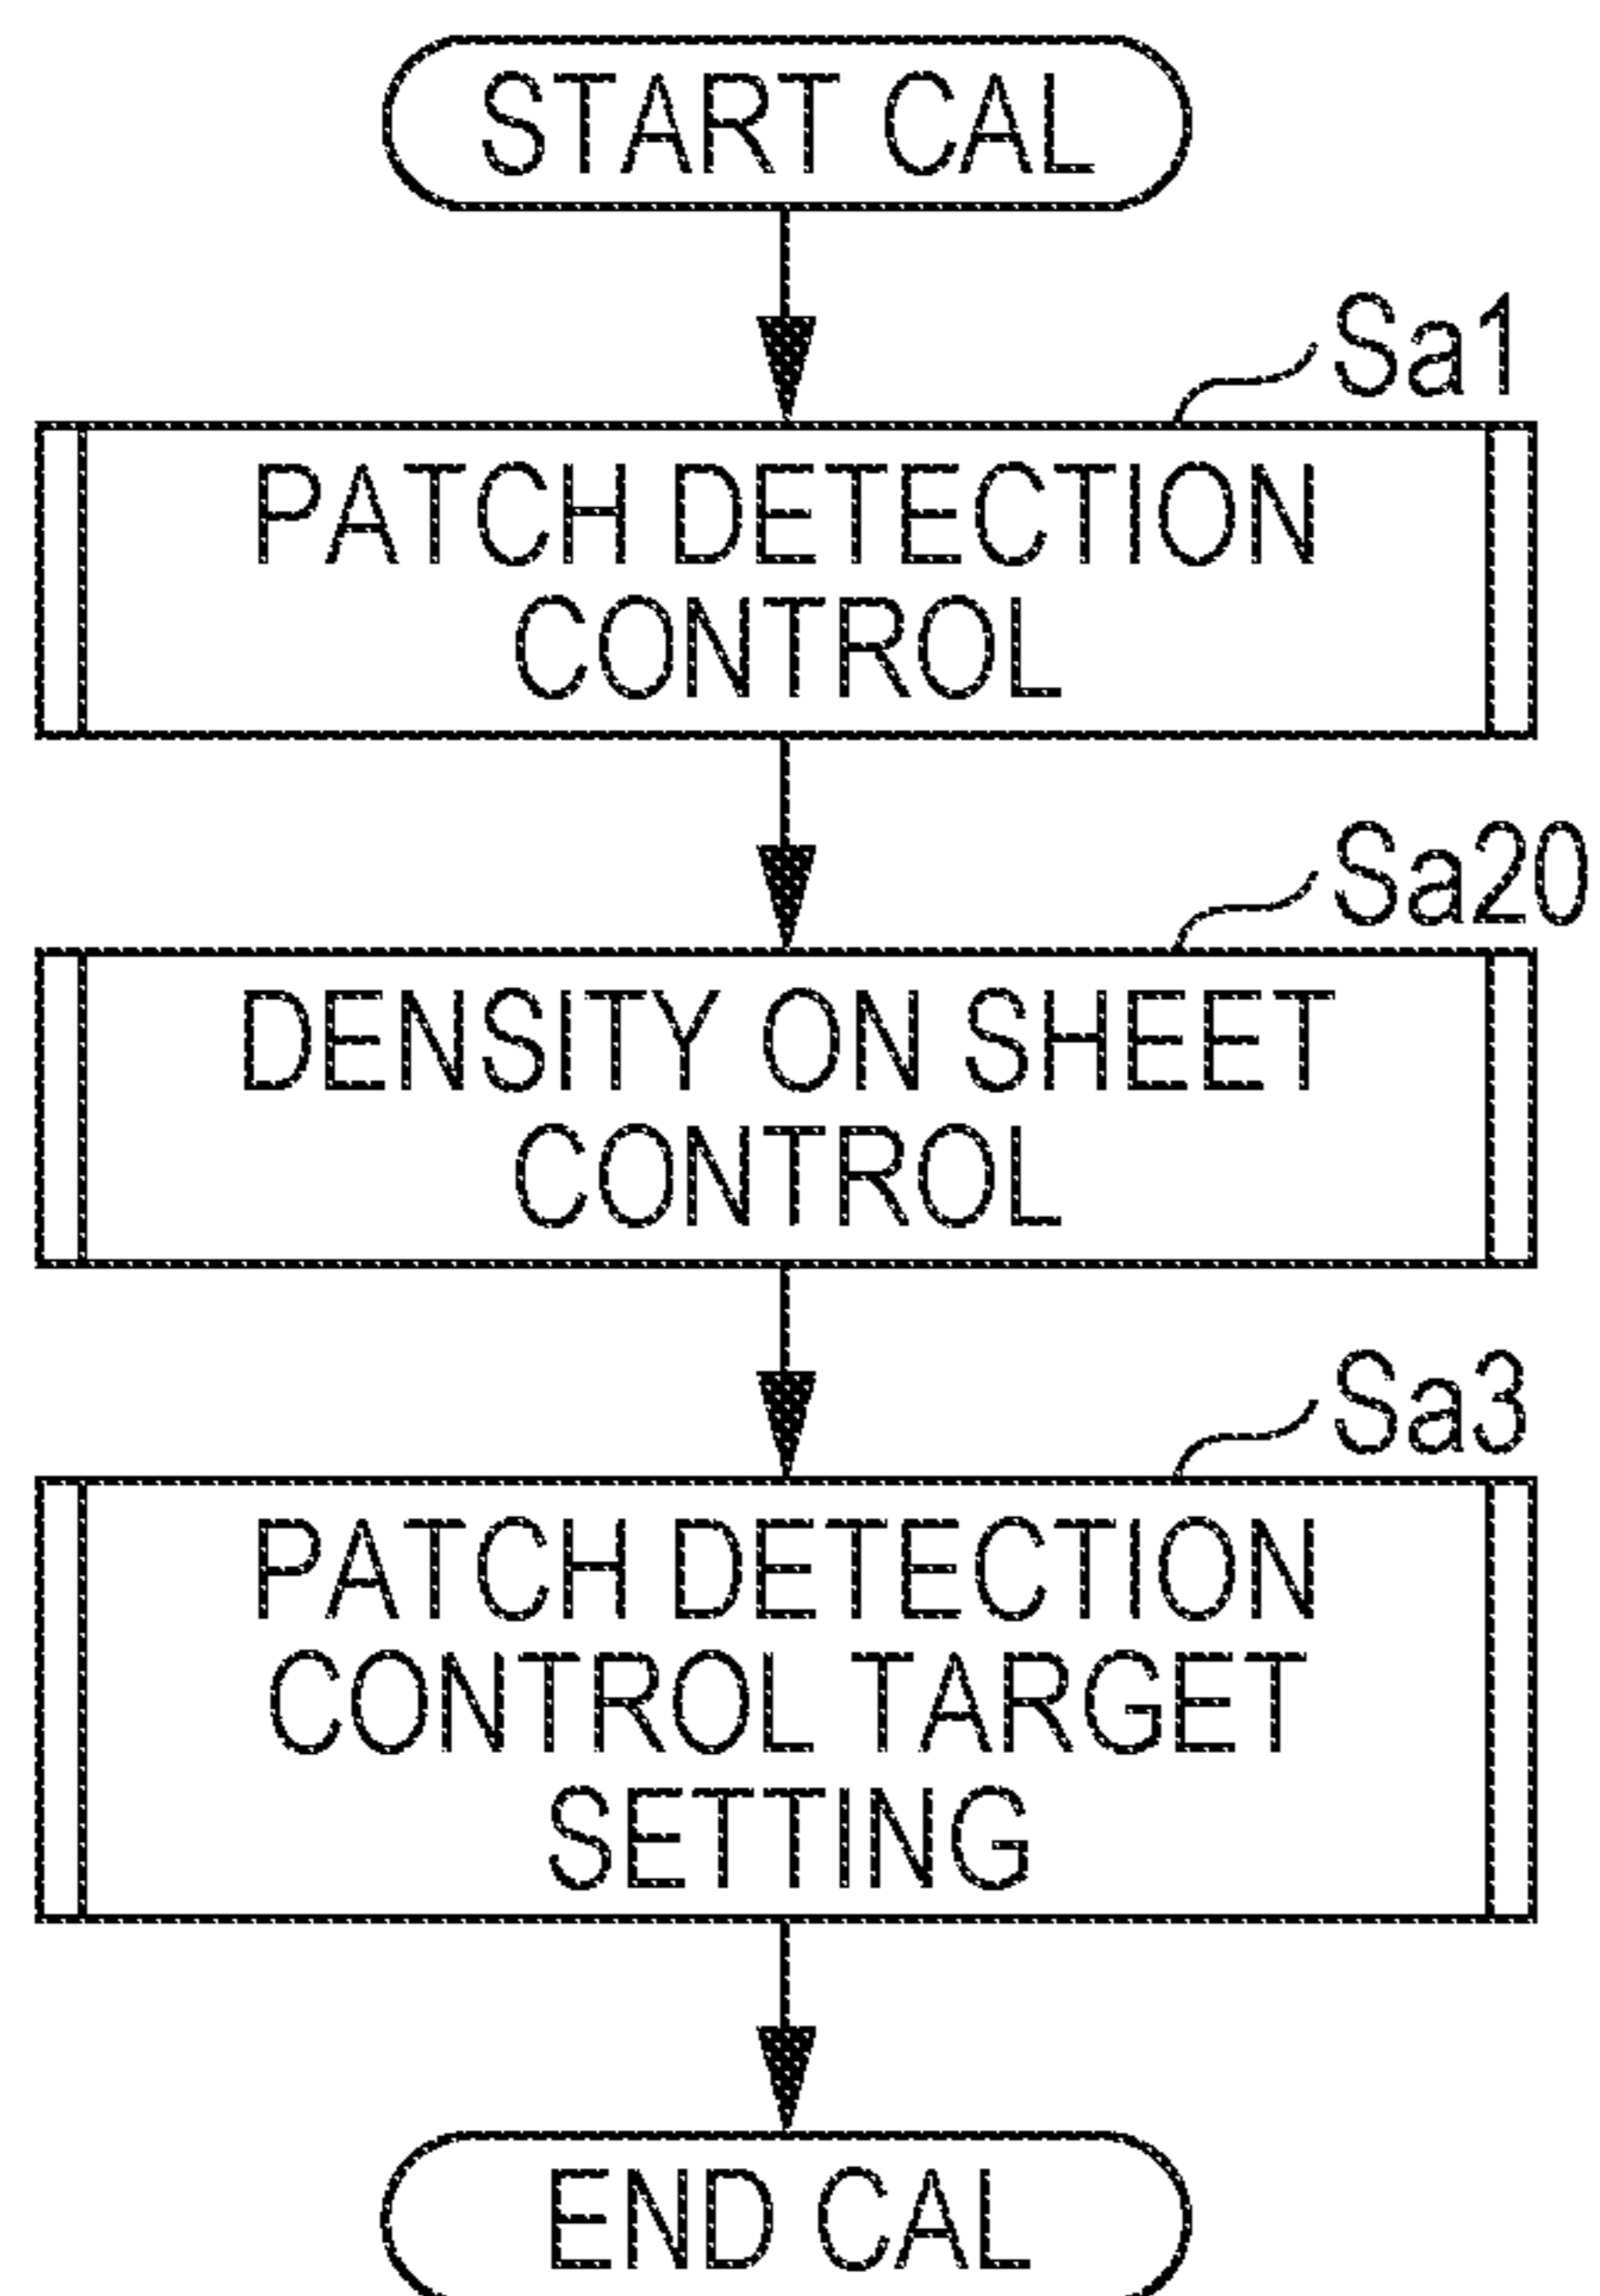 START CAL
Sa1
PATCH DETECTION
CONTROL
Sa20
DENSITY ON SHEET
CONTROL
Sa3
PATCH DETECTION
CONTROL TARGET
SETTING
END CAL